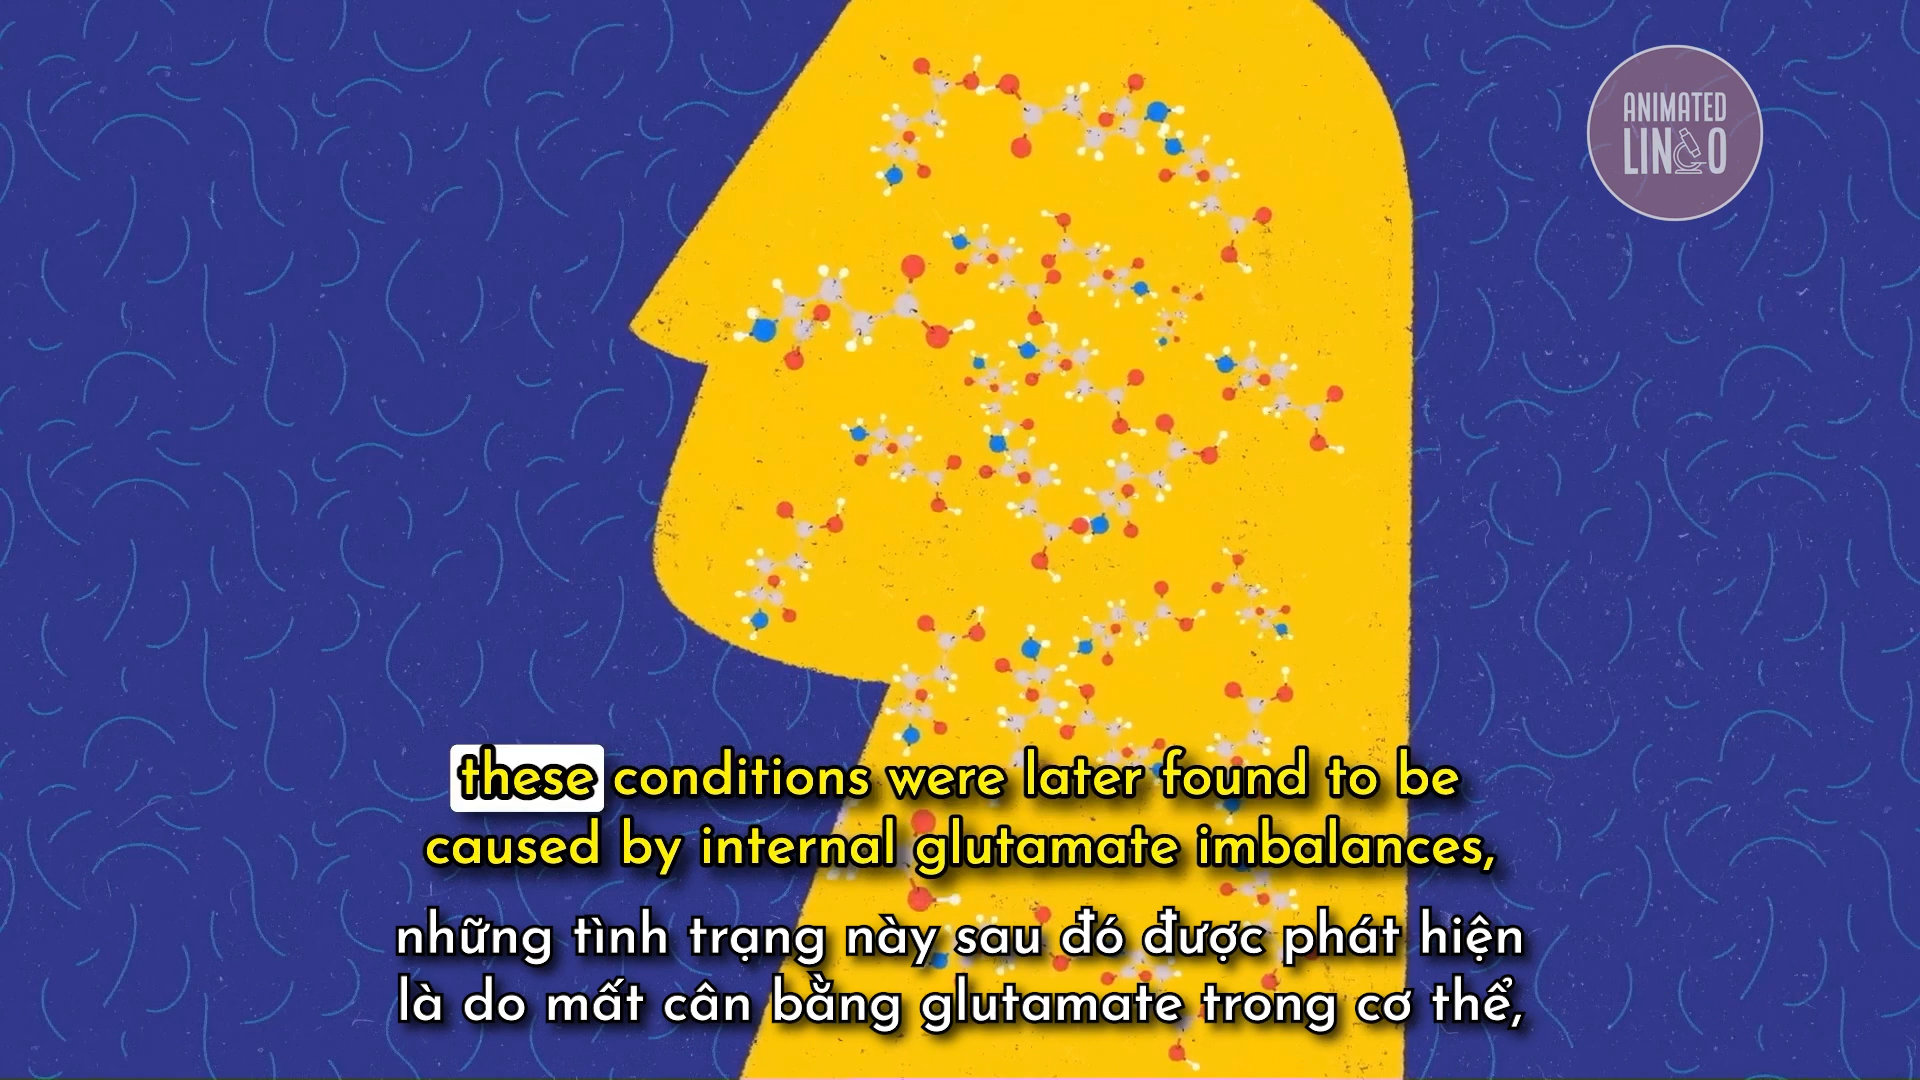 ANIMATED
LINGO
these conditions were later found to be
caused by internal glutamate imbalances,
những tình trạng này sau đó được phát hiện
là do mất cân bằng glutamate trong cơ thể,